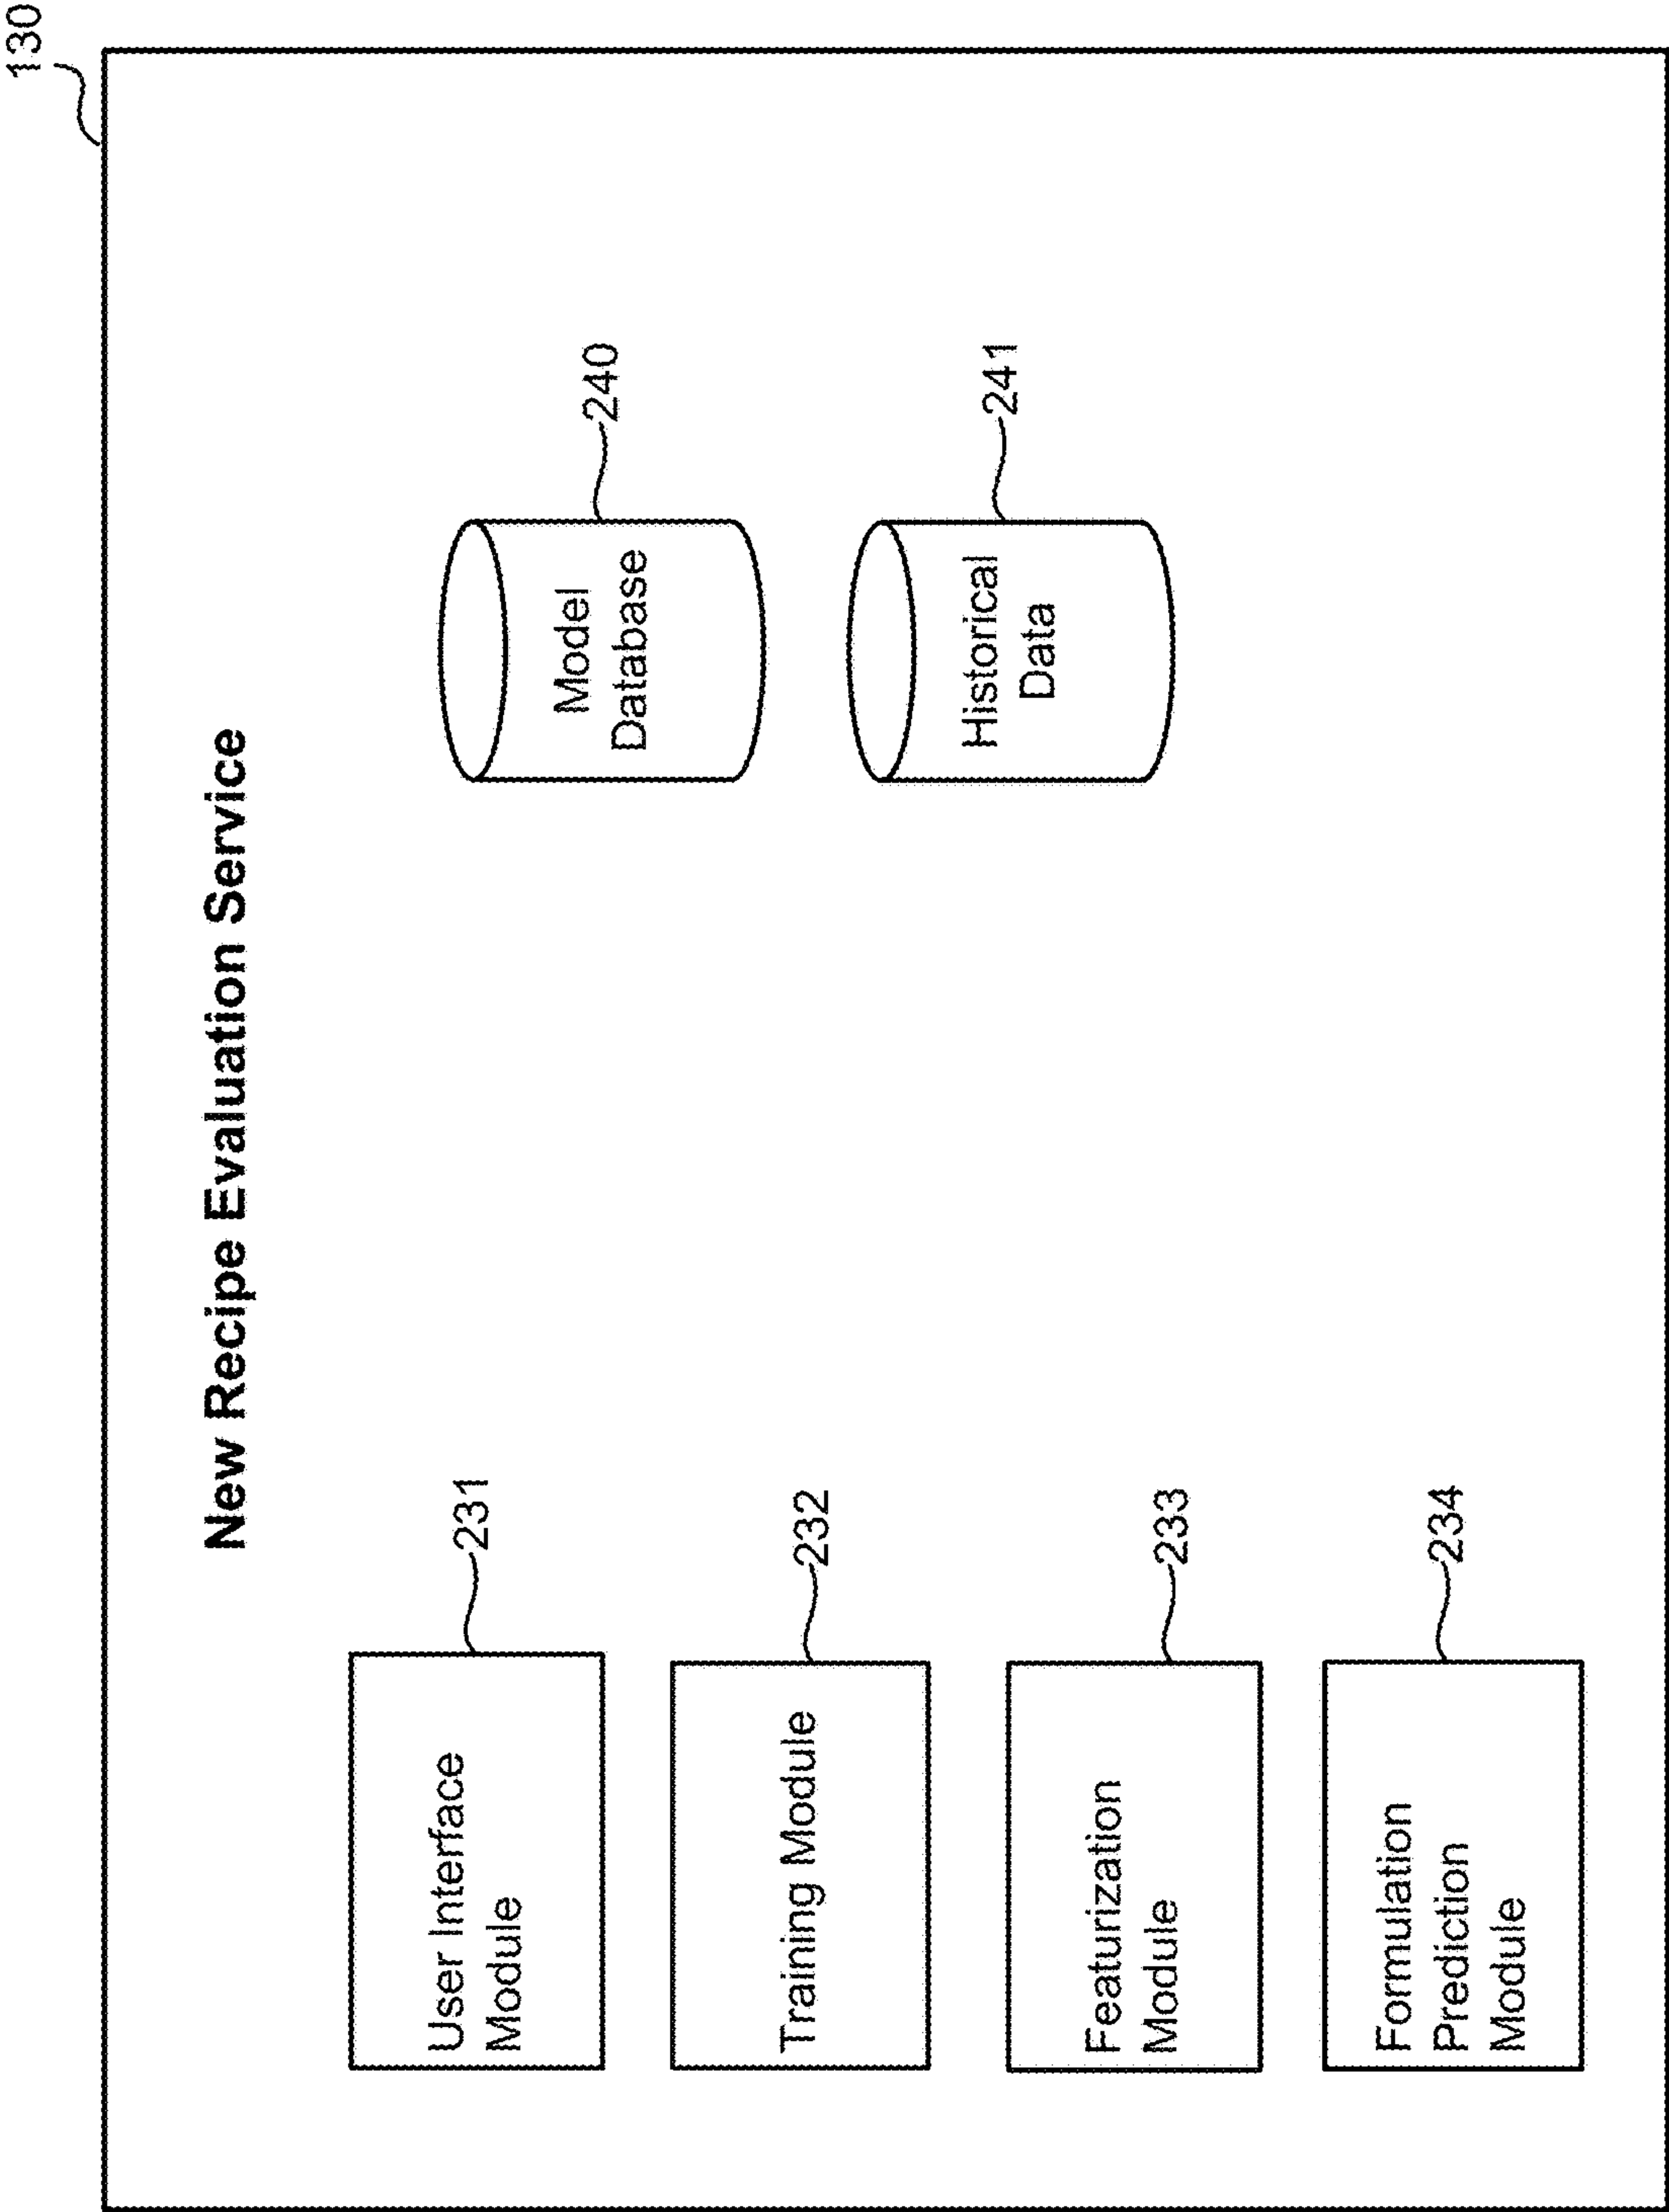 130
New Recipe Evaluation Service
User Interface
Module
231
Training Module
232
Featurization
Module
233
Formulation
Prediction
Module
234
Model
Database
240
Historical
Data
241